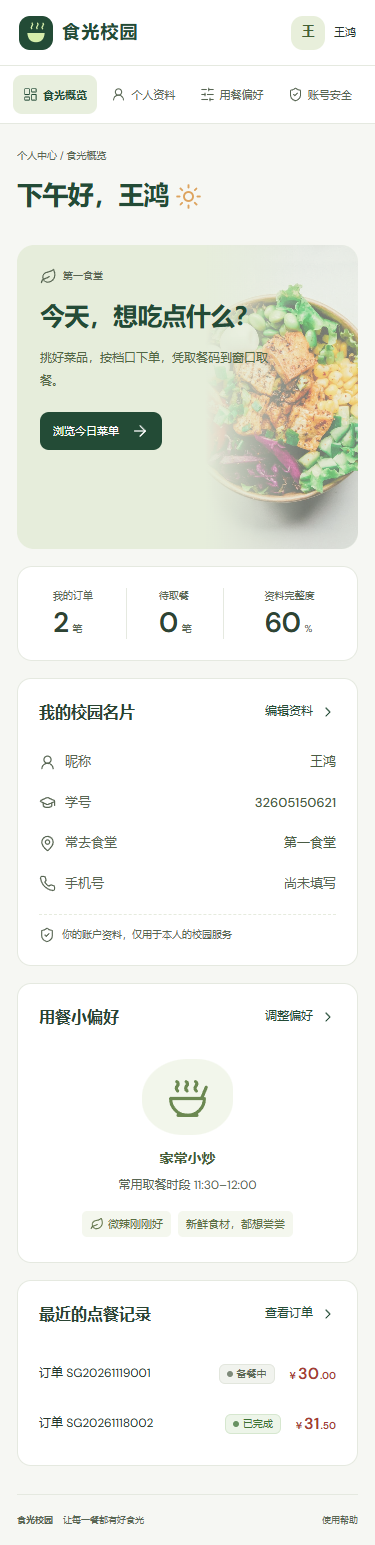 食光校园
王 王鸿
食光概览 个人资料 用餐偏好 账号安全
个人中心 / 食光概览
下午好，王鸿
第一食堂
今天，想吃点什么？
挑好菜品，按档口下单，凭取餐码到窗口取
餐。
浏览今日菜单
我的订单 待取餐 资料完整度
2 笔 0 笔 60 %
我的校园名片 编辑资料
昵称 王鸿
学号 32605150621
常去食堂 第一食堂
手机号 尚未填写
你的账户资料，仅用于本人的校园服务
用餐小偏好 调整偏好
家常小炒
常用取餐时段 11:30–12:00
微辣刚刚好 新鲜食材，都想尝尝
最近的点餐记录 查看订单
订单 SG20261119001 备餐中 ¥30.00
订单 SG20261118002 已完成 ¥31.50
食光校园 让每一餐都有好食光 使用帮助